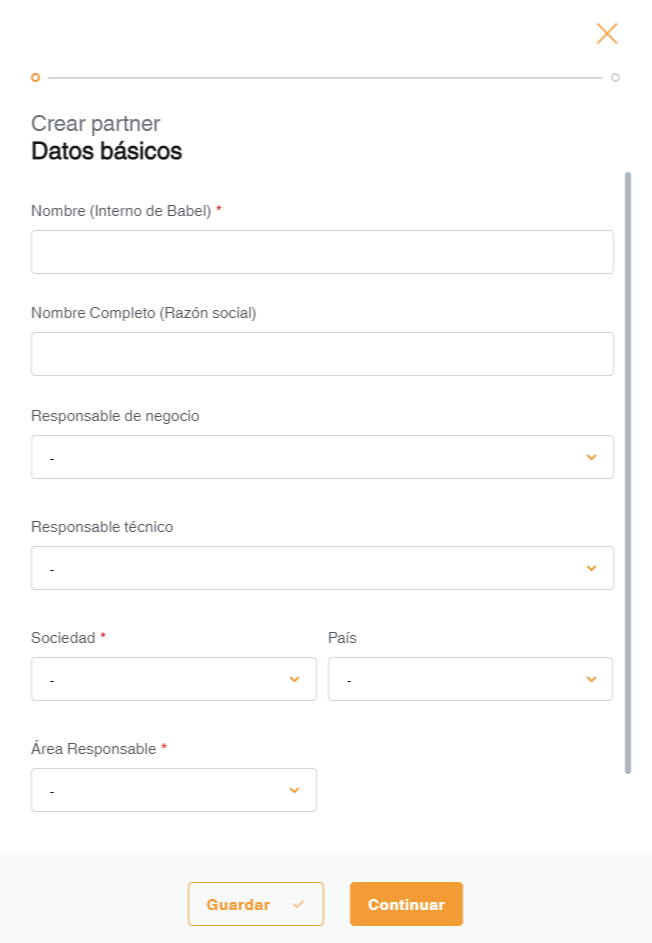 Crear partner
Datos básicos
Nombre (Interno de Babel) *
Nombre Completo (Razón social)
Responsable de negocio
-
Responsable técnico
-
Sociedad * País
- -
Área Responsable *
-
Guardar Continuar